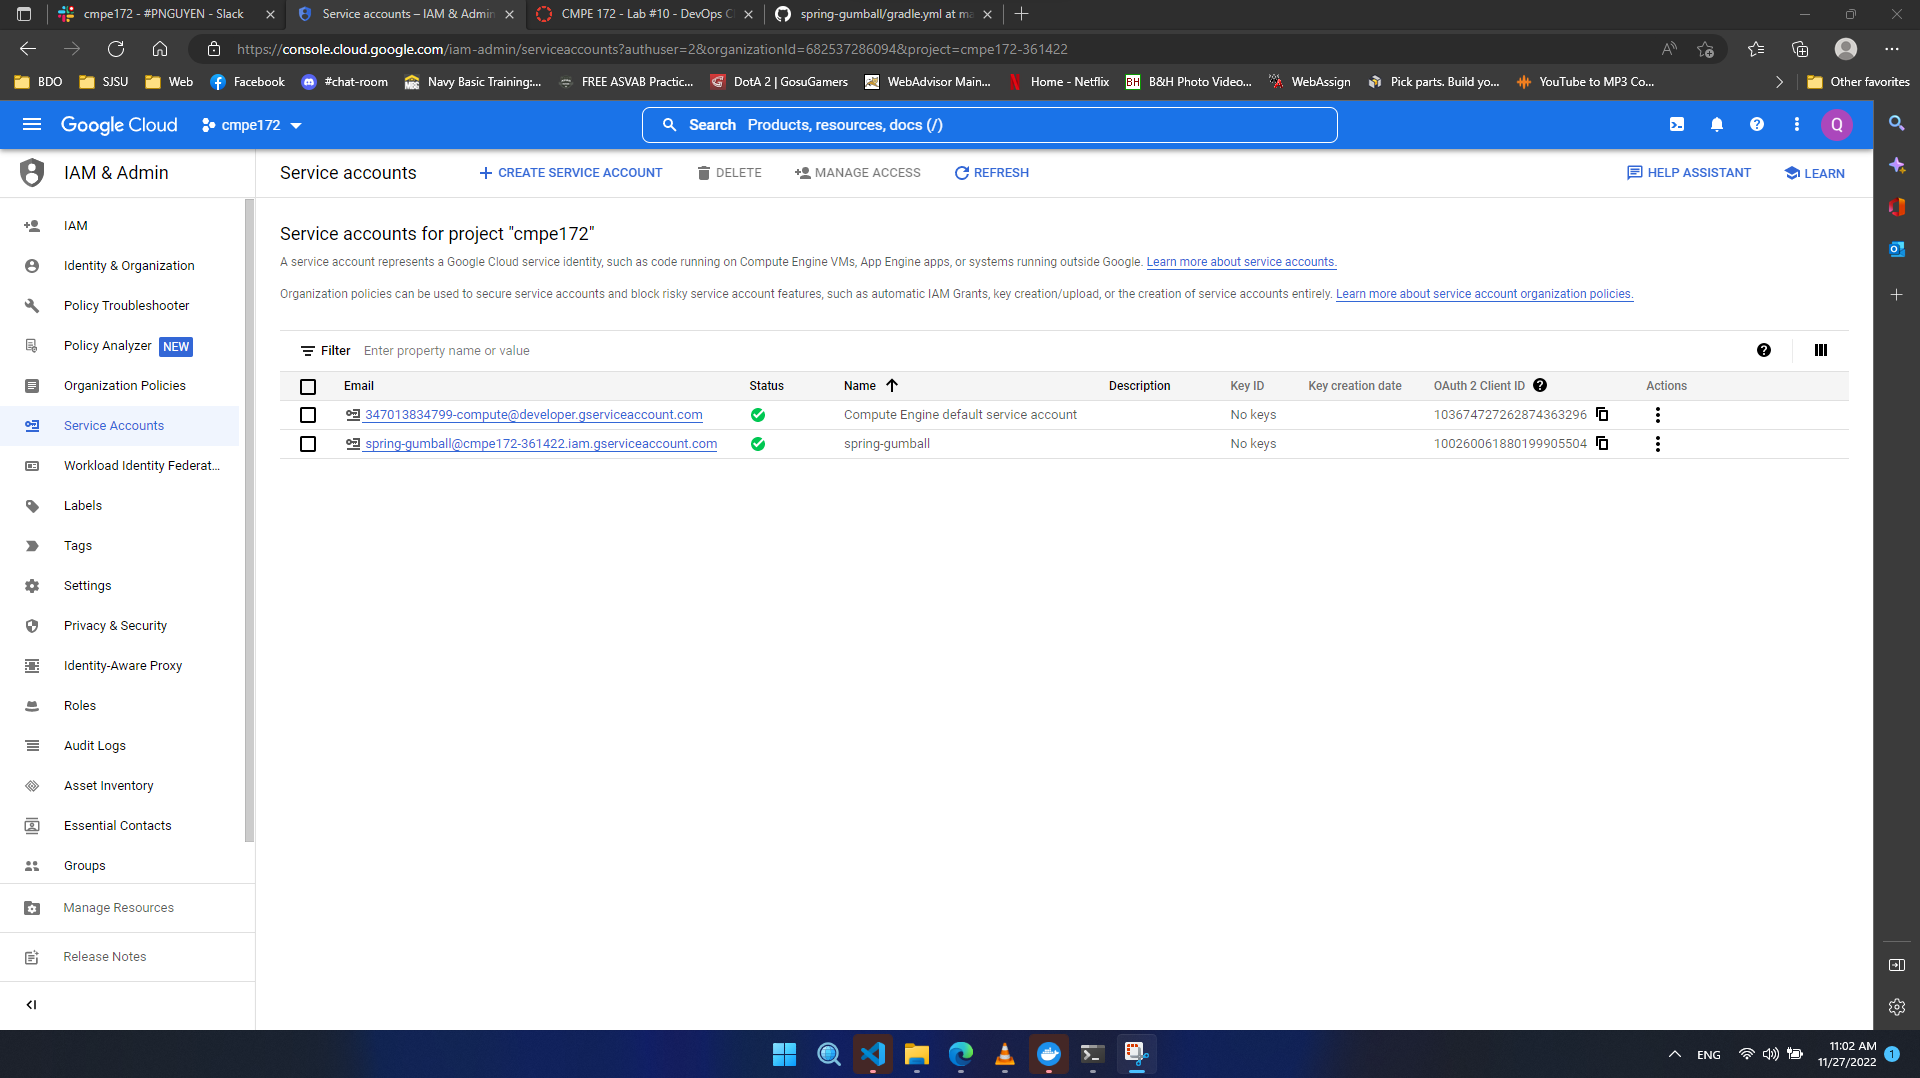 cmpe172 - #PNGUYEN - Slack
Service accounts – IAM & Admin
CMPE 172 - Lab #10 - DevOps C
spring-gumball/gradle.yml at ma
https://console.cloud.google.com/iam-admin/serviceaccounts?authuser=2&organizationId=682537286094&project=cmpe172-361422
BDO
SJSU
Web
Facebook
#chat-room
Navy Basic Training:...
FREE ASVAB Practic...
DotA 2 | GosuGamers
WebAdvisor Main...
Home - Netflix
B&H Photo Video...
WebAssign
Pick parts. Build yo...
YouTube to MP3 Co...
Other favorites
Google Cloud
cmpe172
Search Products, resources, docs (/)
Q
IAM & Admin
Service accounts
CREATE SERVICE ACCOUNT
DELETE
MANAGE ACCESS
REFRESH
HELP ASSISTANT
LEARN
IAM
Identity & Organization
Policy Troubleshooter
Policy Analyzer NEW
Organization Policies
Service Accounts
Workload Identity Federat...
Labels
Tags
Settings
Privacy & Security
Identity-Aware Proxy
Roles
Audit Logs
Asset Inventory
Essential Contacts
Groups
Manage Resources
Release Notes
Service accounts for project "cmpe172"
A service account represents a Google Cloud service identity, such as code running on Compute Engine VMs, App Engine apps, or systems running outside Google. Learn more about service accounts.
Organization policies can be used to secure service accounts and block risky service account features, such as automatic IAM Grants, key creation/upload, or the creation of service accounts entirely. Learn more about service account organization policies.
Filter Enter property name or value
Email Status Name Description Key ID Key creation date OAuth 2 Client ID Actions
347013834799-compute@developer.gserviceaccount.com Compute Engine default service account No keys 103674727262874363296
spring-gumball@cmpe172-361422.iam.gserviceaccount.com spring-gumball No keys 100260061880199905504
ENG
11:02 AM
11/27/2022
1